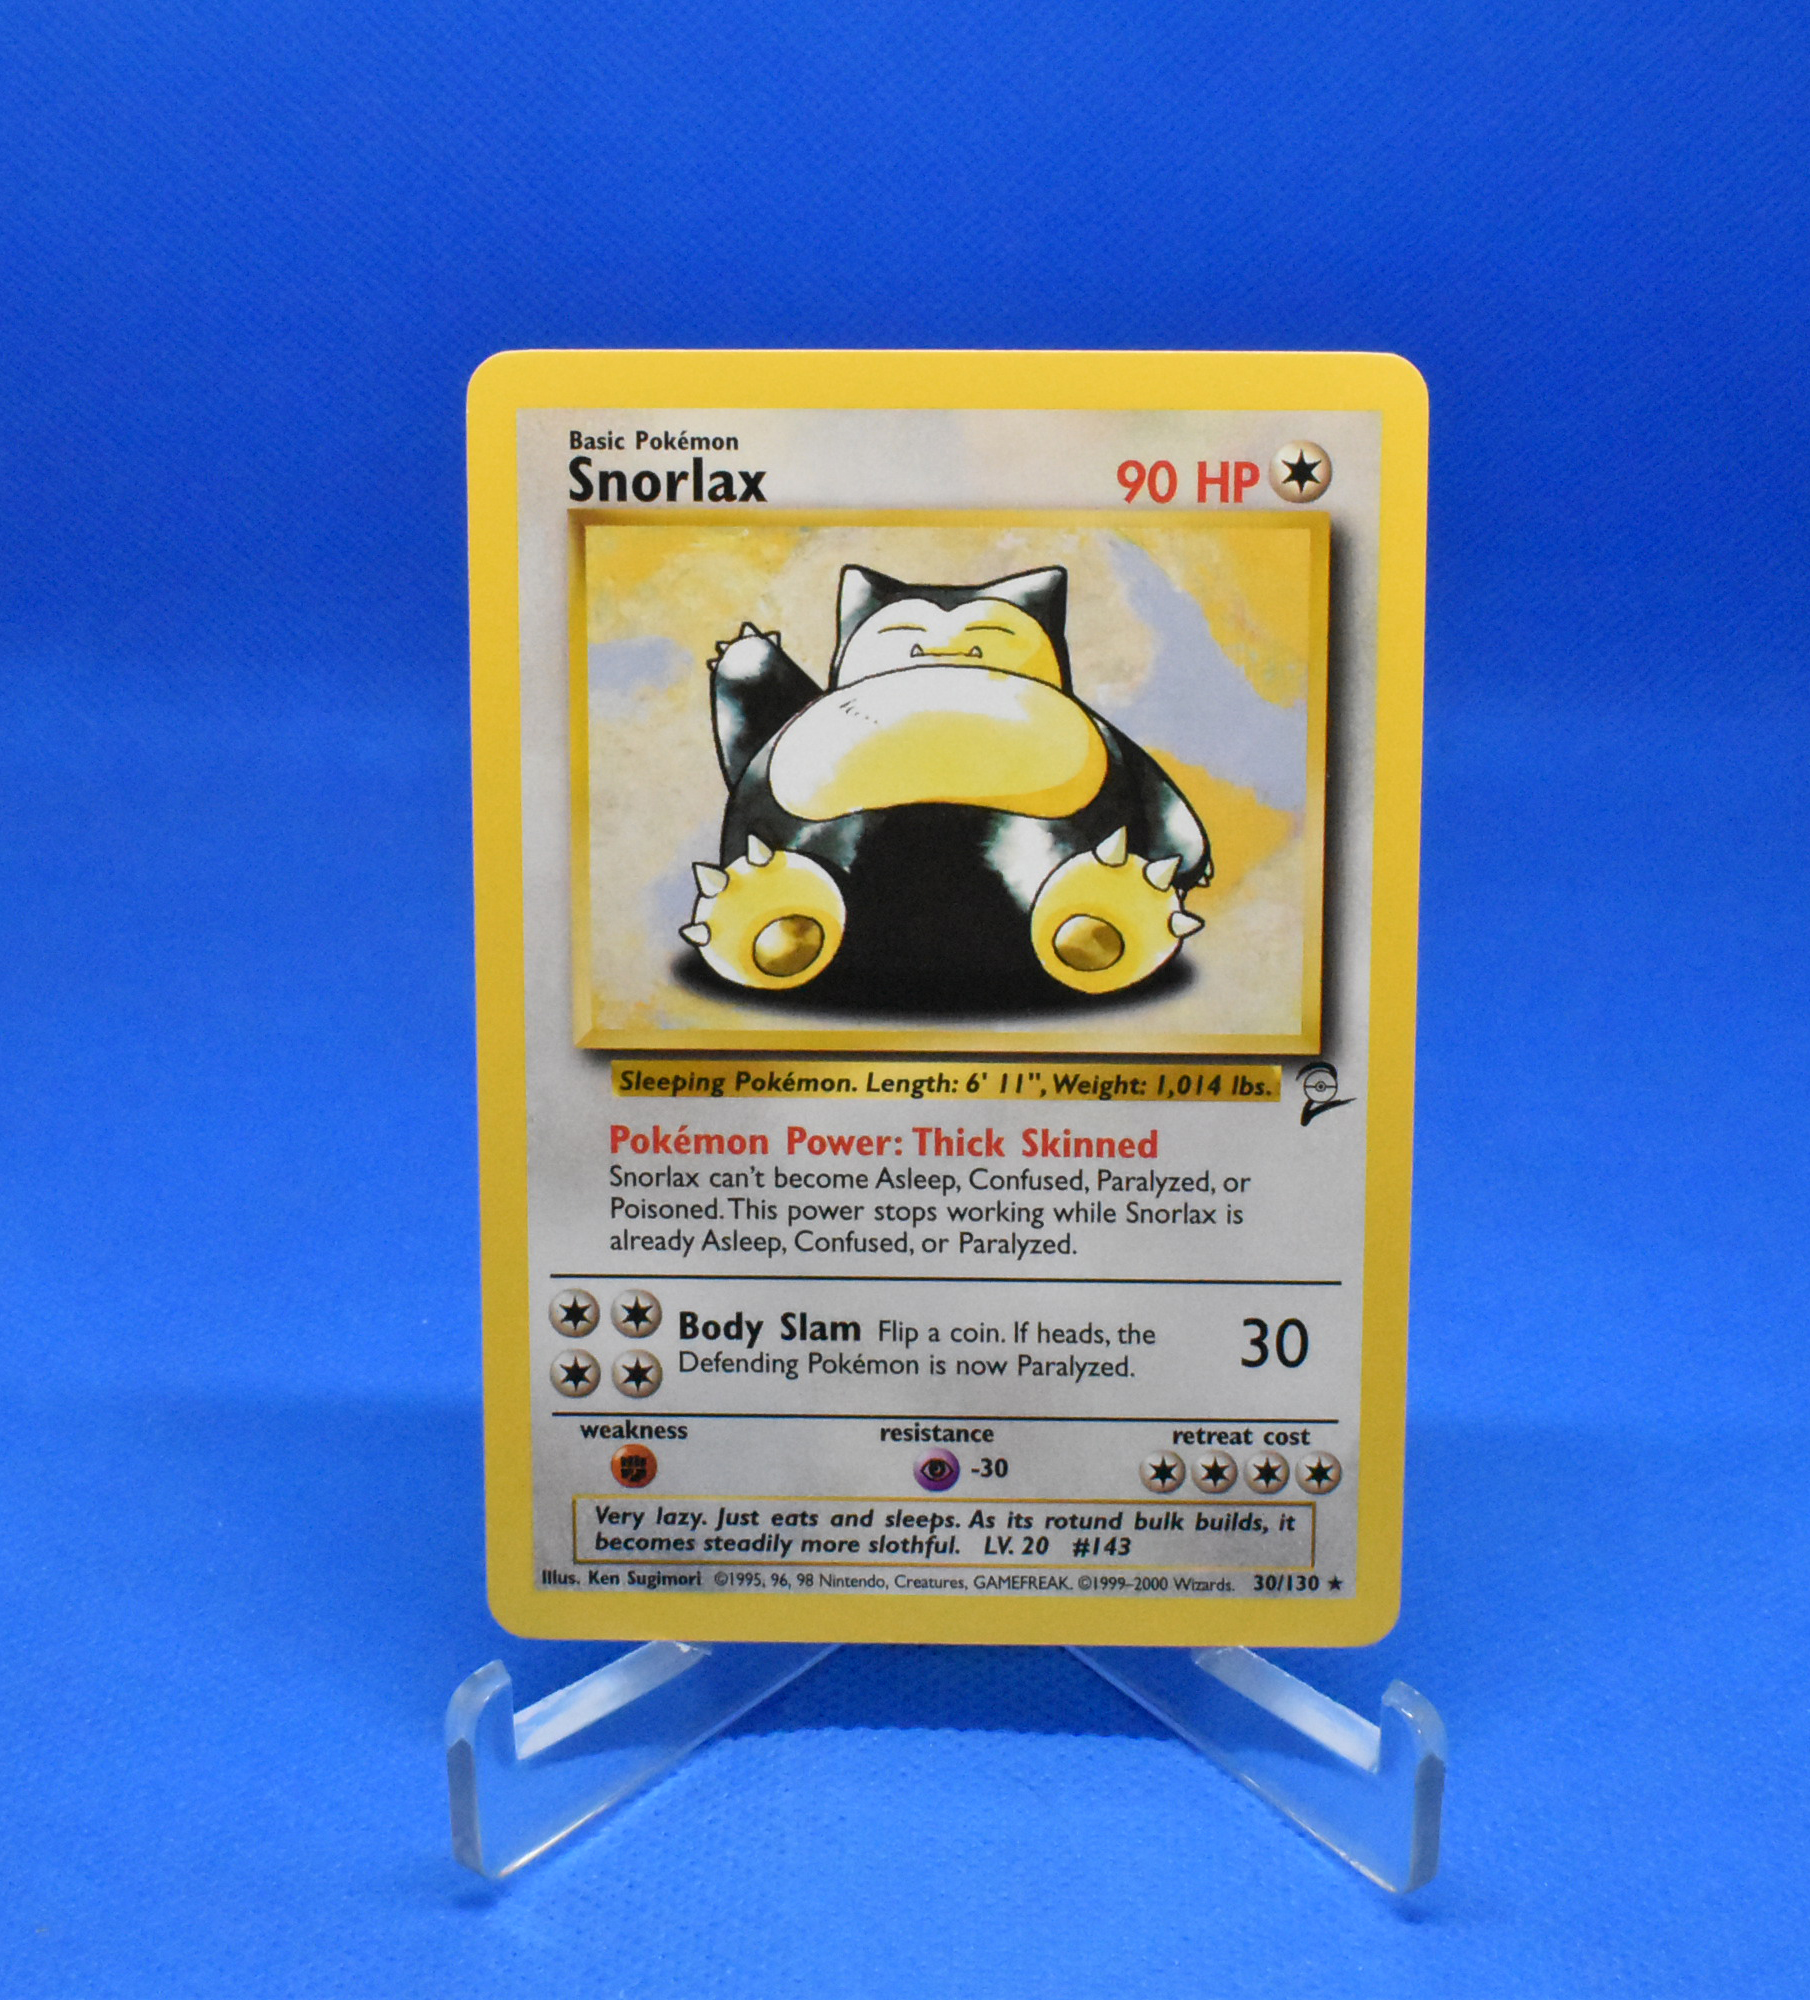 Basic Pokémon
Snorlax
90 HP
Sleeping Pokémon. Length: 6' 11", Weight: 1,014 lbs.
Pokémon Power: Thick Skinned
Snorlax can't become Asleep, Confused, Paralyzed, or
Poisoned. This power stops working while Snorlax is
already Asleep, Confused, or Paralyzed.
Body Slam Flip a coin. If heads, the
Defending Pokémon is now Paralyzed.
30
weakness
resistance
-30
retreat cost
Very lazy. Just eats and sleeps. As its rotund bulk builds, it
becomes steadily more slothful. LV. 20 #143
Illus. Ken Sugimori ©1995, 96, 98 Nintendo, Creatures, GAMEFREAK. ©1999–2000 Wizards. 30/130 ★